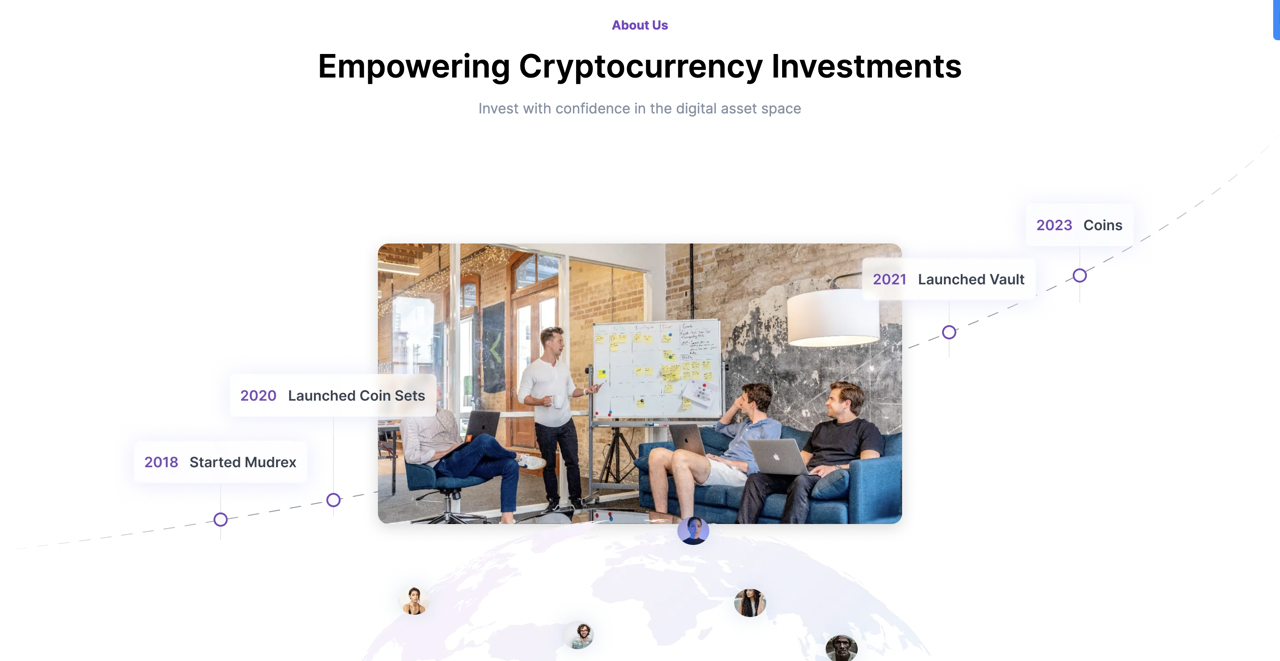 About Us
Empowering Cryptocurrency Investments
Invest with confidence in the digital asset space
2023 Coins
2021 Launched Vault
2020 Launched Coin Sets
2018 Started Mudrex